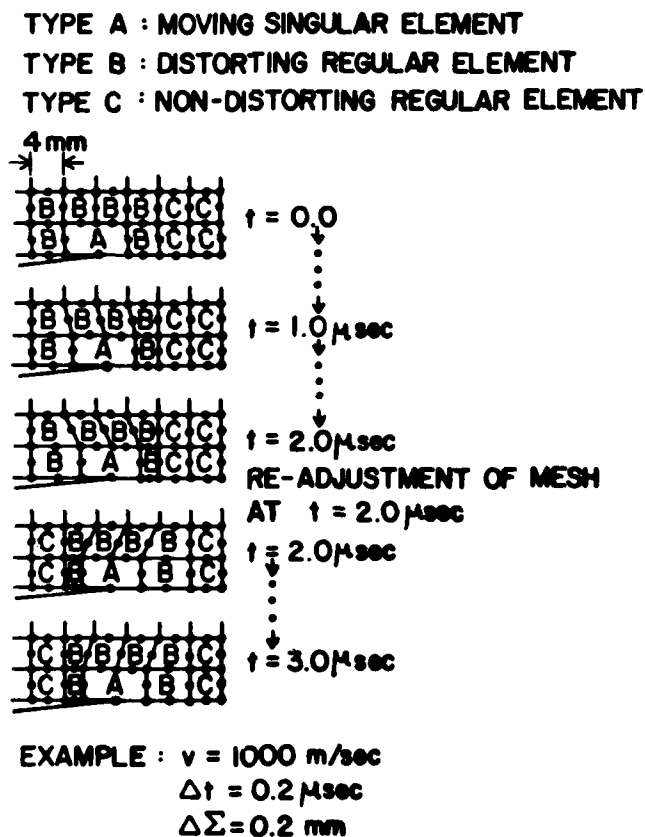 TYPE A : MOVING SINGULAR ELEMENT
TYPE B : DISTORTING REGULAR ELEMENT
TYPE C : NON-DISTORTING REGULAR ELEMENT
4 mm
B B B B C C
B A B C C
t = 0.0
B B B B C C
B A B C C
t = 1.0 μsec
B B B B C C
B A B C C
t = 2.0 μsec
RE-ADJUSTMENT OF MESH
AT t = 2.0 μsec
C B B B B C
C B A B C
t = 2.0 μsec
C B B B B C
C B A B C
t = 3.0 μsec
EXAMPLE : v = 1000 m/sec
Δt = 0.2 μsec
ΔΣ = 0.2 mm